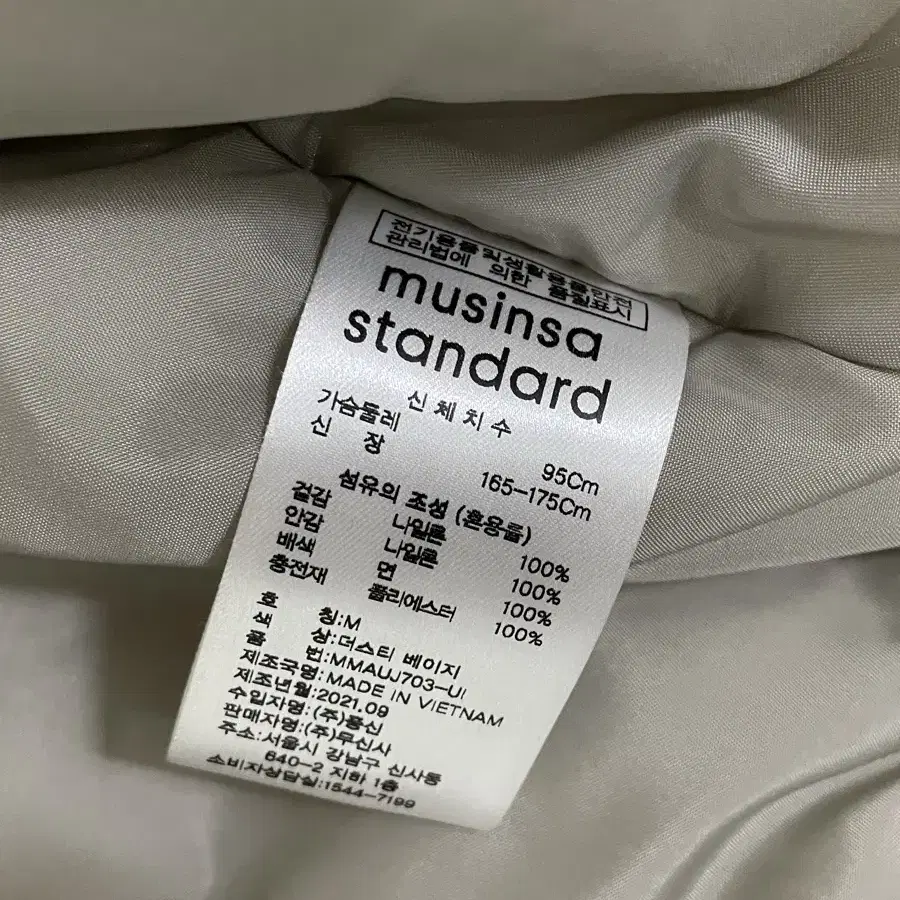 전기용품및생활용품안전
관리법에 의한 품질표시
musinsa
standard
신체치수
가슴둘레 95Cm
신 장 165-175Cm
섬유의 조성 (혼용률)
겉감 나일론 100%
안감 나일론 100%
배색 면 100%
충전재 폴리에스터 100%
호 칭:M
색 상:더스티 베이지
품 번:MMAUJ703-UI
제조국명:MADE IN VIETNAM
제조년월:2021.09
수입자명:(주)풍신
판매자명:(주)무신사
주소:서울시 강남구 신사동
640-2 지하 1층
소비자상담실:1544-7199